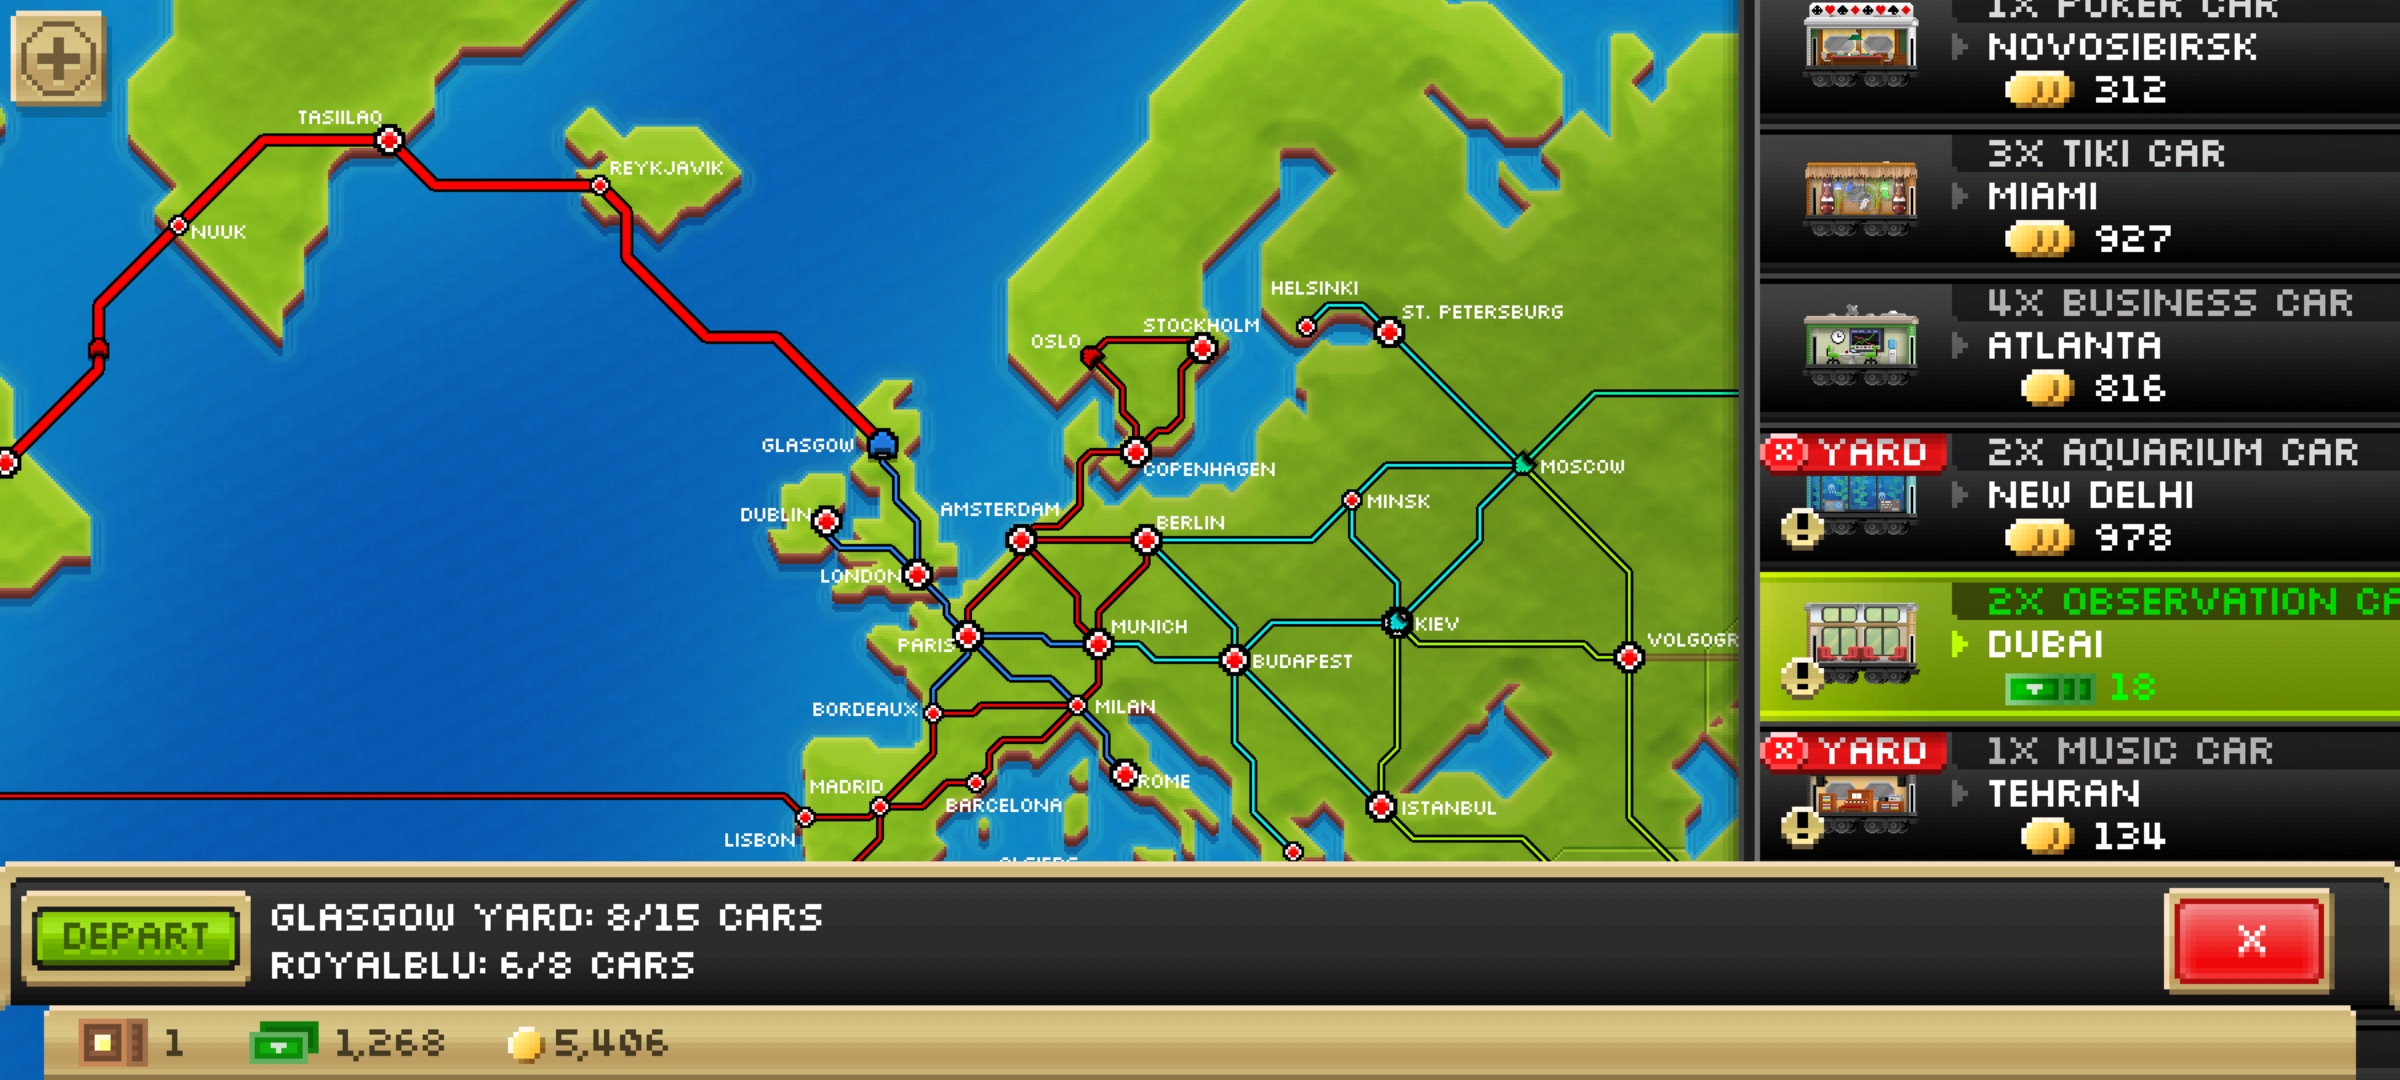 TASIILAQ
REYKJAVIK
NUUK
HELSINKI
ST. PETERSBURG
STOCKHOLM
OSLO
GLASGOW
COPENHAGEN
MOSCOW
MINSK
DUBLIN
AMSTERDAM
BERLIN
LONDON
KIEV
MUNICH
PARIS
BUDAPEST
VOLGOGR
BORDEAUX
MILAN
MADRID
ROME
BARCELONA
ISTANBUL
LISBON
1X POKER CAR
NOVOSIBIRSK
312
3X TIKI CAR
MIAMI
927
4X BUSINESS CAR
ATLANTA
816
YARD
2X AQUARIUM CAR
NEW DELHI
978
2X OBSERVATION CA
DUBAI
18
YARD
1X MUSIC CAR
TEHRAN
134
DEPART
GLASGOW YARD: 8/15 CARS
ROYALBLU: 6/8 CARS
X
1
1,268
5,406